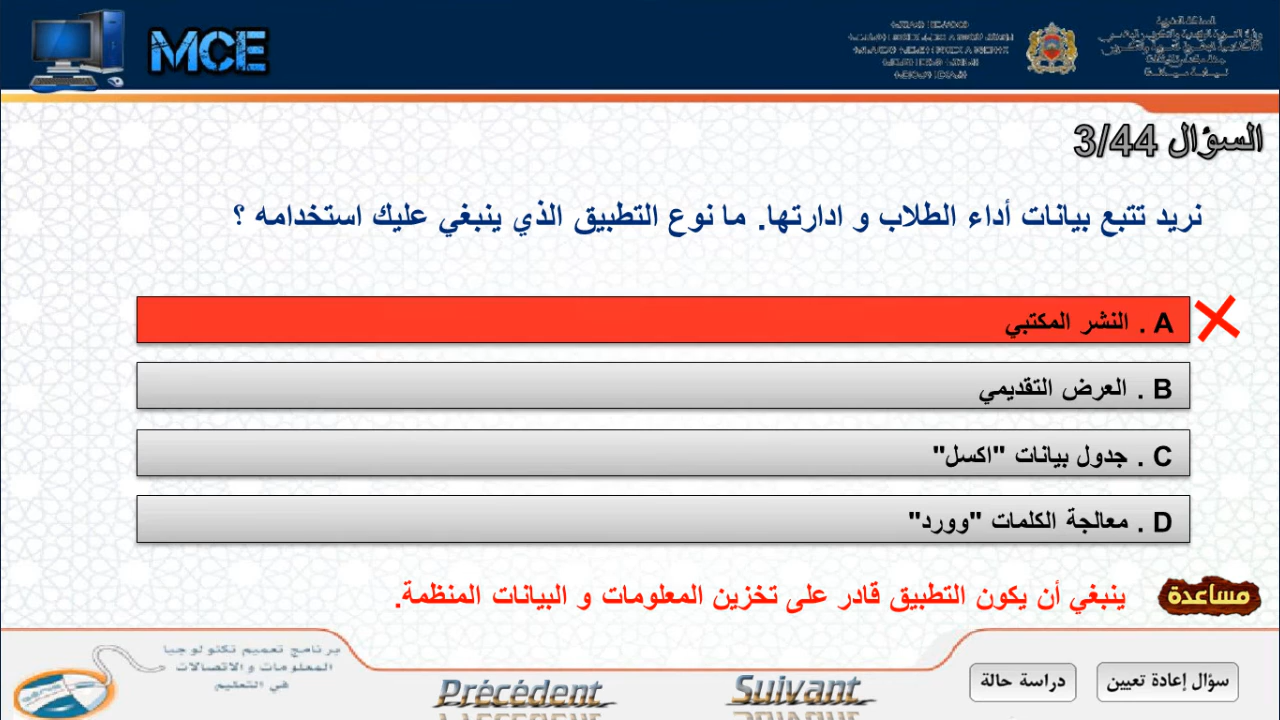 MCE
السؤال 3/44
نريد تتبع بيانات أداء الطلاب و ادارتها. ما نوع التطبيق الذي ينبغي عليك استخدامه ؟
A . النشر المكتبي
B . العرض التقديمي
C . جدول بيانات "اكسل"
D . معالجة الكلمات "وورد"
مساعدة
ينبغي أن يكون التطبيق قادر على تخزين المعلومات و البيانات المنظمة.
برنامج تعميم تكنولوجيا
المعلومات والاتصالات
في التعليم
Précédent
Suivant
دراسة حالة
سؤال إعادة تعيين